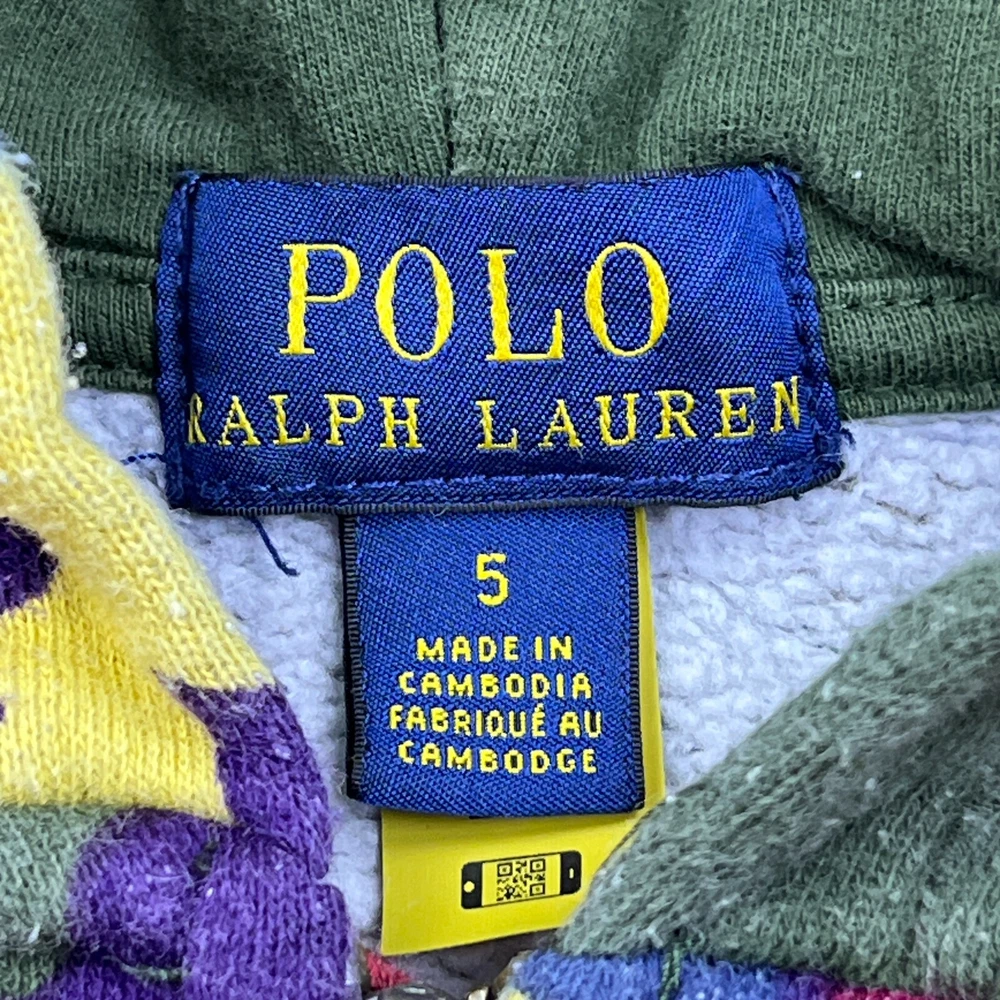 POLO
RALPH LAUREN
5
MADE IN
CAMBODIA
FABRIQUÉ AU
CAMBODGE